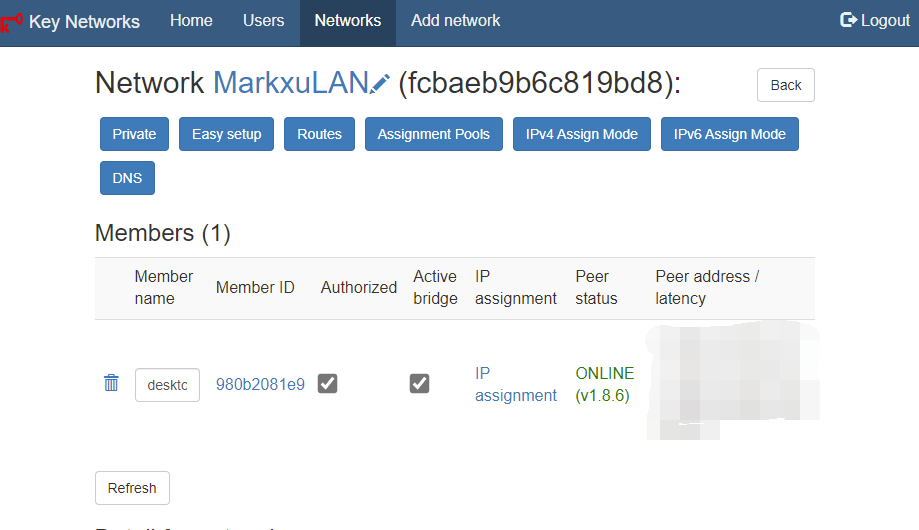 Key Networks Home Users Networks Add network Logout
Network MarkxuLAN (fcbaeb9b6c819bd8): Back
Private Easy setup Routes Assignment Pools IPv4 Assign Mode IPv6 Assign Mode
DNS
Members (1)
Member name Member ID Authorized Active bridge IP assignment Peer status Peer address / latency
desktc 980b2081e9 IP assignment ONLINE (v1.8.6)
Refresh